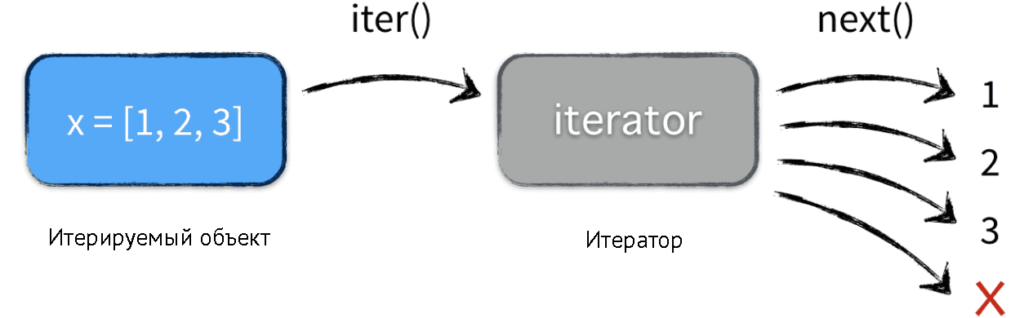 iter()
next()
x = [1, 2, 3]
iterator
1
2
3
X
Итерируемый объект
Итератор